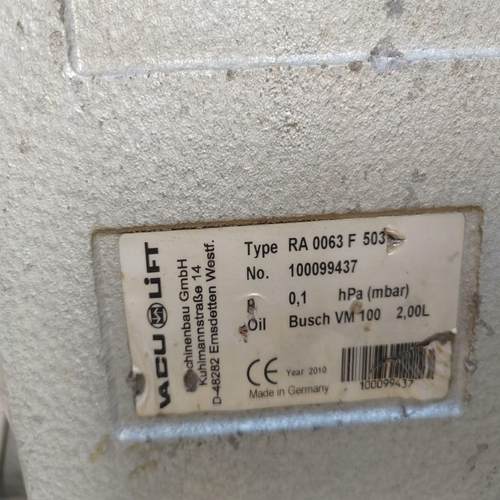 VACU LIFT
Maschinenbau GmbH
Kuhlmannstraße 14
D-48282 Emsdetten Westf.
Type RA 0063 F 503
No. 100099437
p 0,1 hPa (mbar)
Oil Busch VM 100 2,00L
CE Year 2010
Made in Germany
100099437